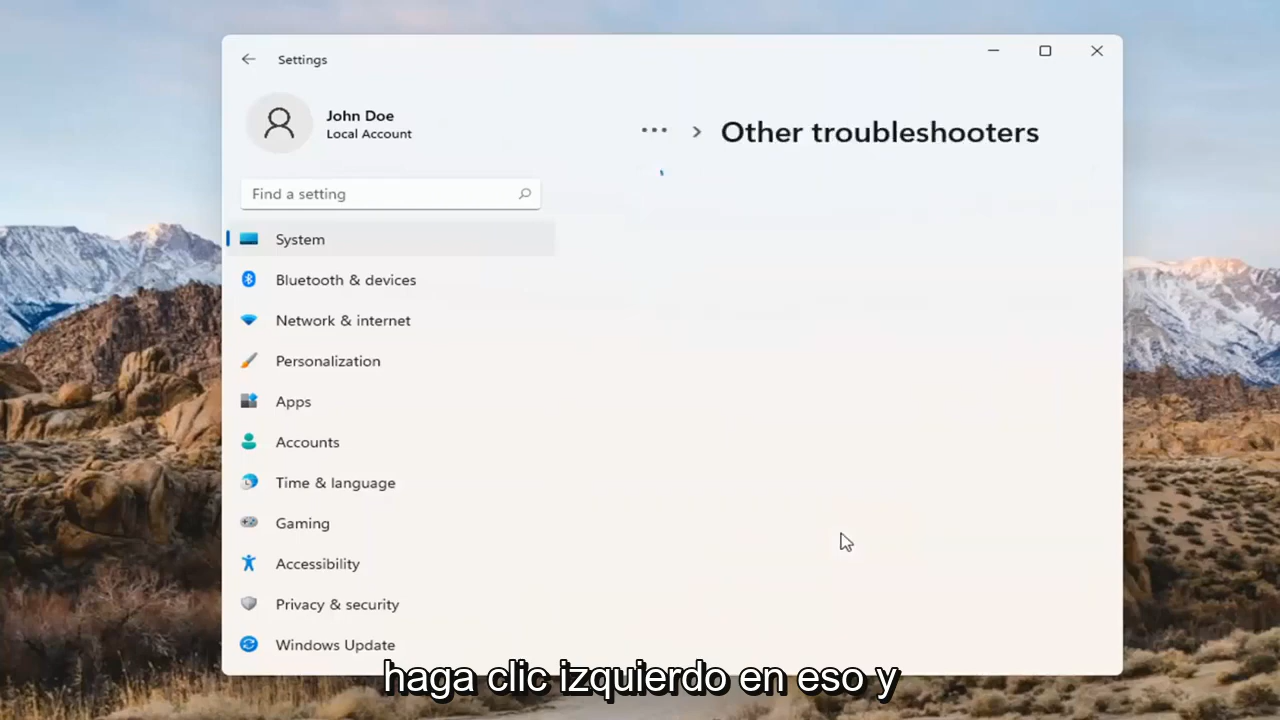 Settings
John Doe
Local Account
Find a setting
System
Bluetooth & devices
Network & internet
Personalization
Apps
Accounts
Time & language
Gaming
Accessibility
Privacy & security
Windows Update
... > Other troubleshooters
haga clic izquierdo en eso y